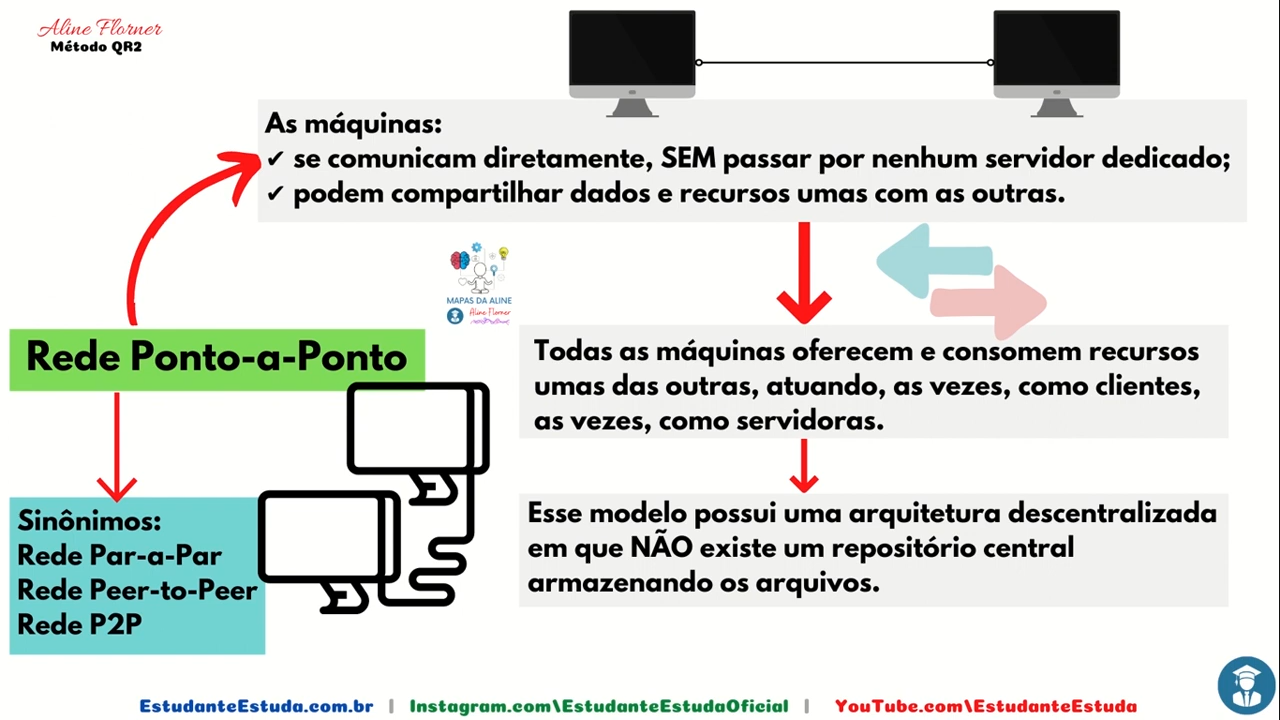 Aline Florner
Método QR2
As máquinas:
✔ se comunicam diretamente, SEM passar por nenhum servidor dedicado;
✔ podem compartilhar dados e recursos umas com as outras.
MAPAS DA ALINE
Aline Florner
Rede Ponto-a-Ponto
Todas as máquinas oferecem e consomem recursos
umas das outras, atuando, as vezes, como clientes,
as vezes, como servidoras.
Sinônimos:
Rede Par-a-Par
Rede Peer-to-Peer
Rede P2P
Esse modelo possui uma arquitetura descentralizada
em que NÃO existe um repositório central
armazenando os arquivos.
EstudanteEstuda.com.br | Instagram.com\EstudanteEstudaOficial | YouTube.com\EstudanteEstuda